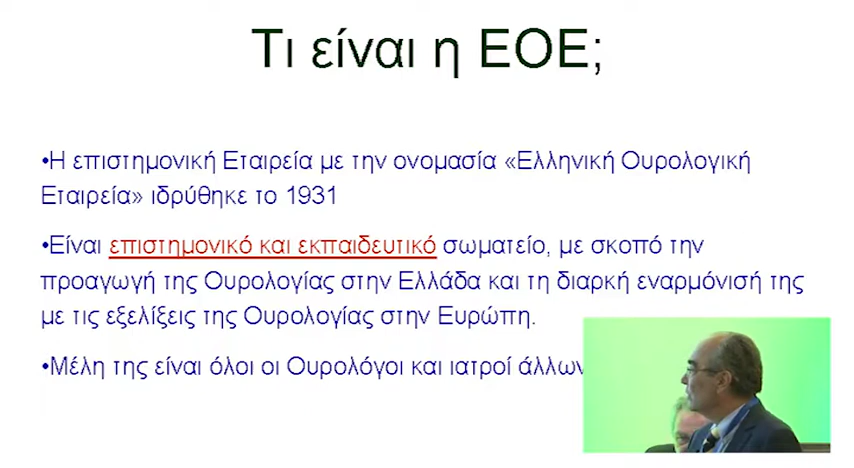 Τι είναι η ΕΟΕ;
•Η επιστημονική Εταιρεία με την ονομασία «Ελληνική Ουρολογική
Εταιρεία» ιδρύθηκε το 1931
•Είναι επιστημονικό και εκπαιδευτικό σωματείο, με σκοπό την
προαγωγή της Ουρολογίας στην Ελλάδα και τη διαρκή εναρμόνισή της
με τις εξελίξεις της Ουρολογίας στην Ευρώπη.
•Μέλη της είναι όλοι οι Ουρολόγοι και ιατροί άλλων